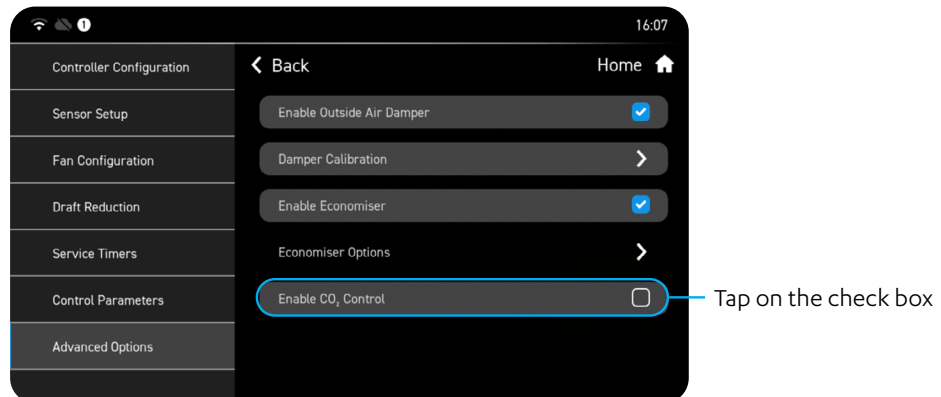 1 16:07
Controller Configuration
Sensor Setup
Fan Configuration
Draft Reduction
Service Timers
Control Parameters
Advanced Options
Back Home
Enable Outside Air Damper
Damper Calibration
Enable Economiser
Economiser Options
Enable CO₂ Control
Tap on the check box